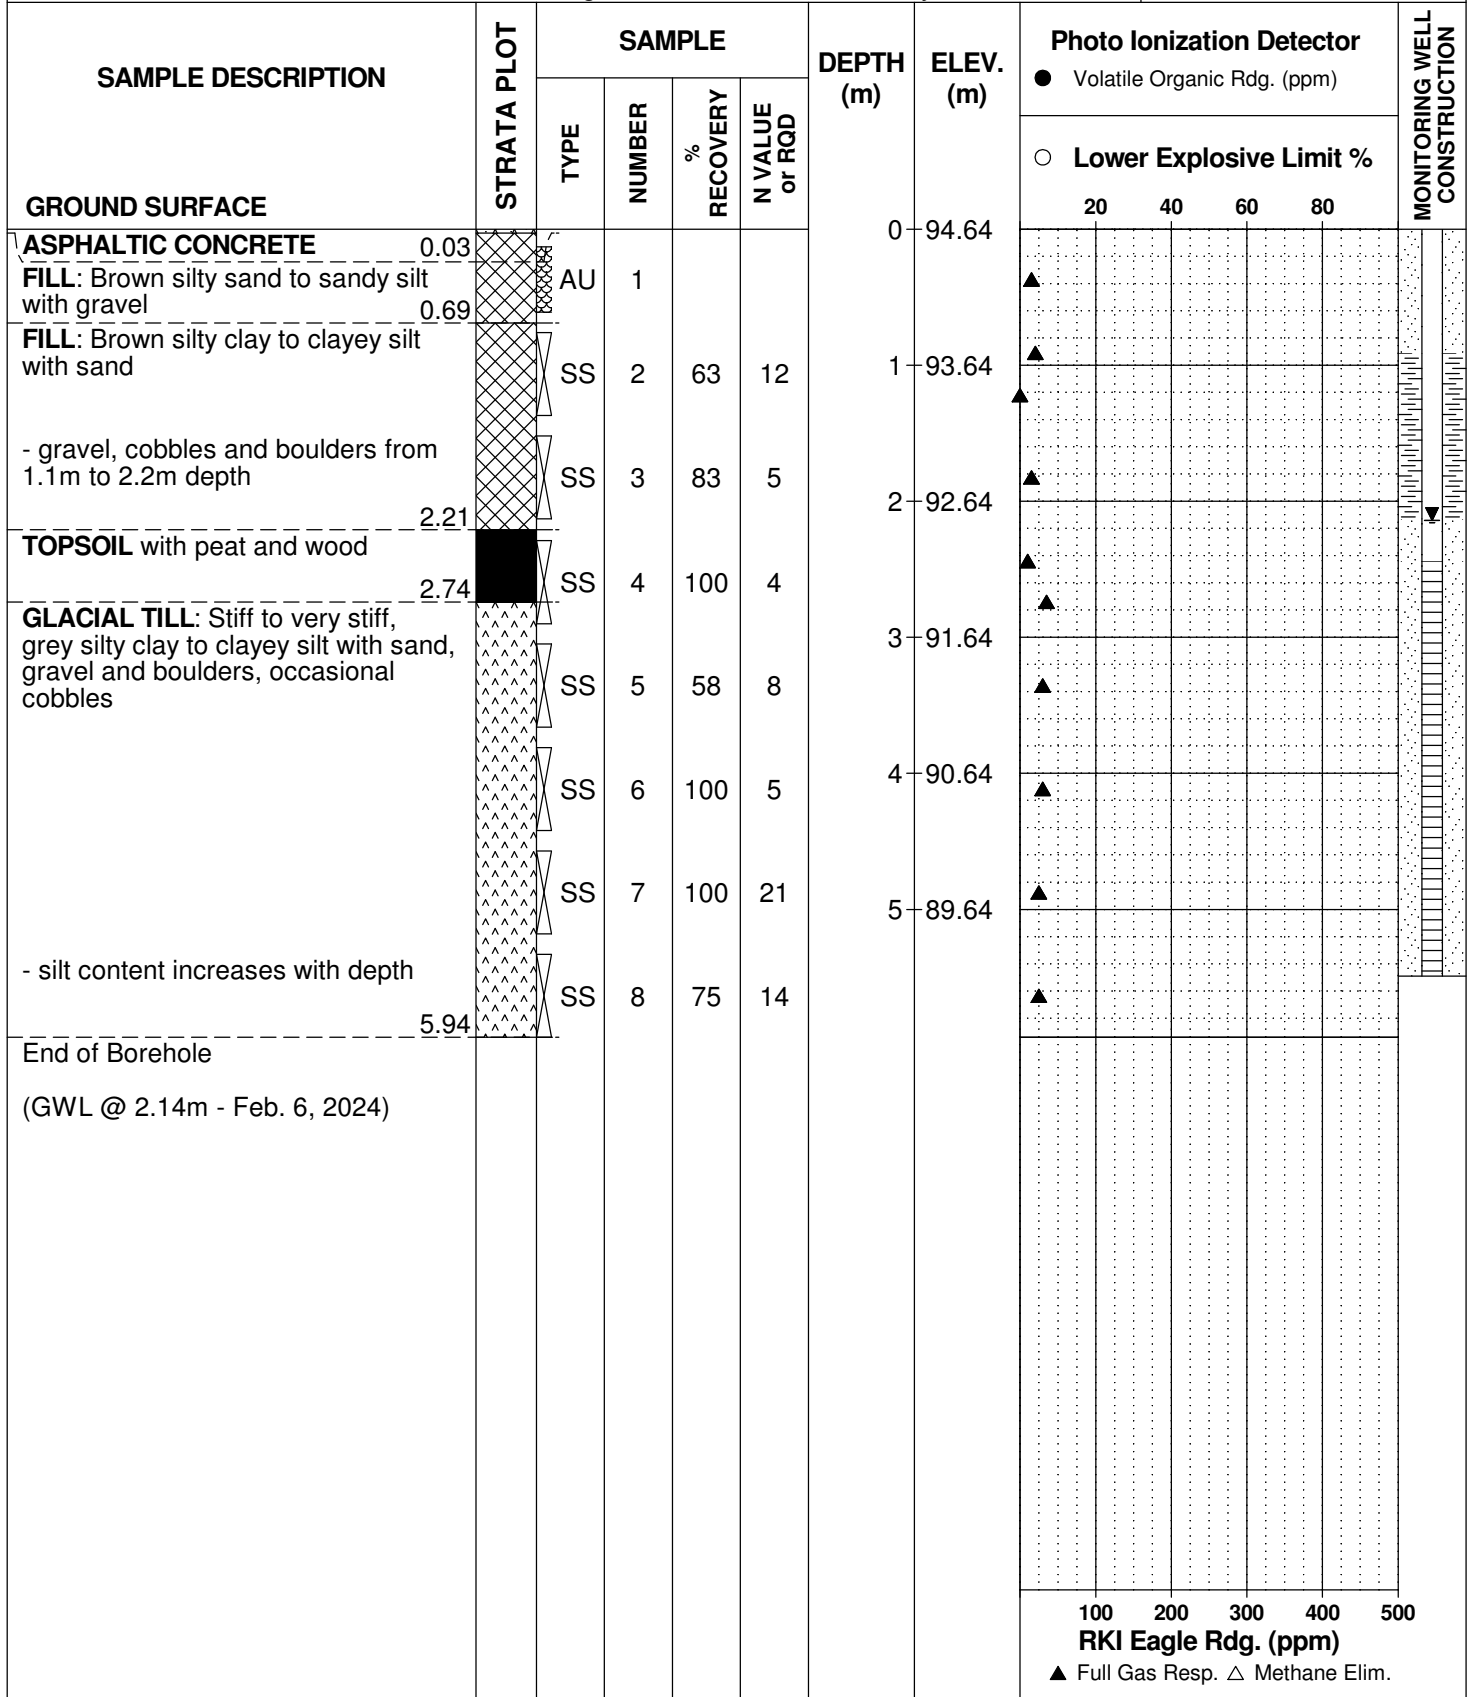 SAMPLE DESCRIPTION
GROUND SURFACE
STRATA PLOT
SAMPLE
TYPE
NUMBER
%
RECOVERY
N VALUE
or RQD
DEPTH
(m)
ELEV.
(m)
Photo Ionization Detector
● Volatile Organic Rdg. (ppm)
○ Lower Explosive Limit %
20 40 60 80
MONITORING WELL
CONSTRUCTION
0 94.64
ASPHALTIC CONCRETE 0.03
FILL: Brown silty sand to sandy silt
with gravel 0.69
AU 1
FILL: Brown silty clay to clayey silt
with sand
SS 2 63 12
1 93.64
- gravel, cobbles and boulders from
1.1m to 2.2m depth
SS 3 83 5
2.21
2 92.64
TOPSOIL with peat and wood
2.74
SS 4 100 4
GLACIAL TILL: Stiff to very stiff,
grey silty clay to clayey silt with sand,
gravel and boulders, occasional
cobbles
3 91.64
SS 5 58 8
4 90.64
SS 6 100 5
SS 7 100 21
5 89.64
- silt content increases with depth
SS 8 75 14
5.94
End of Borehole
(GWL @ 2.14m - Feb. 6, 2024)
100 200 300 400 500
RKI Eagle Rdg. (ppm)
▲ Full Gas Resp. △ Methane Elim.